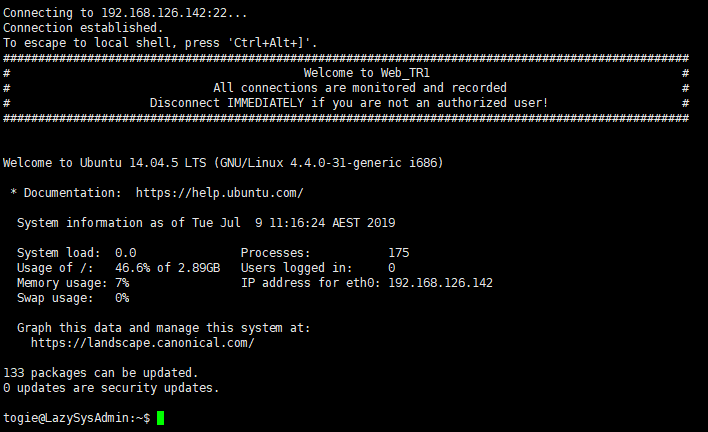 Connecting to 192.168.126.142:22...
Connection established.
To escape to local shell, press 'Ctrl+Alt+]'.
##################################################################################################
#                                          Welcome to Web_TR1                                    #
#                             All connections are monitored and recorded                         #
#                    Disconnect IMMEDIATELY if you are not an authorized user!                   #
##################################################################################################
Welcome to Ubuntu 14.04.5 LTS (GNU/Linux 4.4.0-31-generic i686)
 * Documentation:  https://help.ubuntu.com/
  System information as of Tue Jul  9 11:16:24 AEST 2019
  System load:  0.0               Processes:           175
  Usage of /:   46.6% of 2.89GB   Users logged in:     0
  Memory usage: 7%                IP address for eth0: 192.168.126.142
  Swap usage:   0%
  Graph this data and manage this system at:
    https://landscape.canonical.com/
133 packages can be updated.
0 updates are security updates.
togie@LazySysAdmin:~$